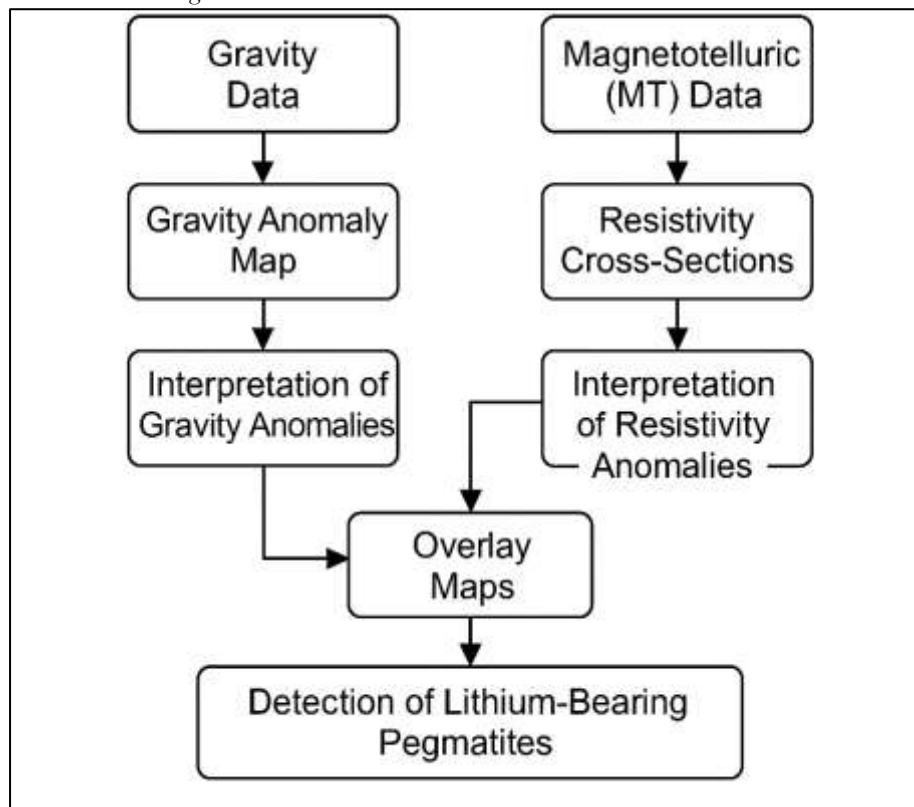 Gravity
Data
Magnetotelluric
(MT) Data
Gravity Anomaly
Map
Resistivity
Cross-Sections
Interpretation of
Gravity Anomalies
Interpretation
of Resistivity
Anomalies
Overlay
Maps
Detection of Lithium-Bearing
Pegmatites